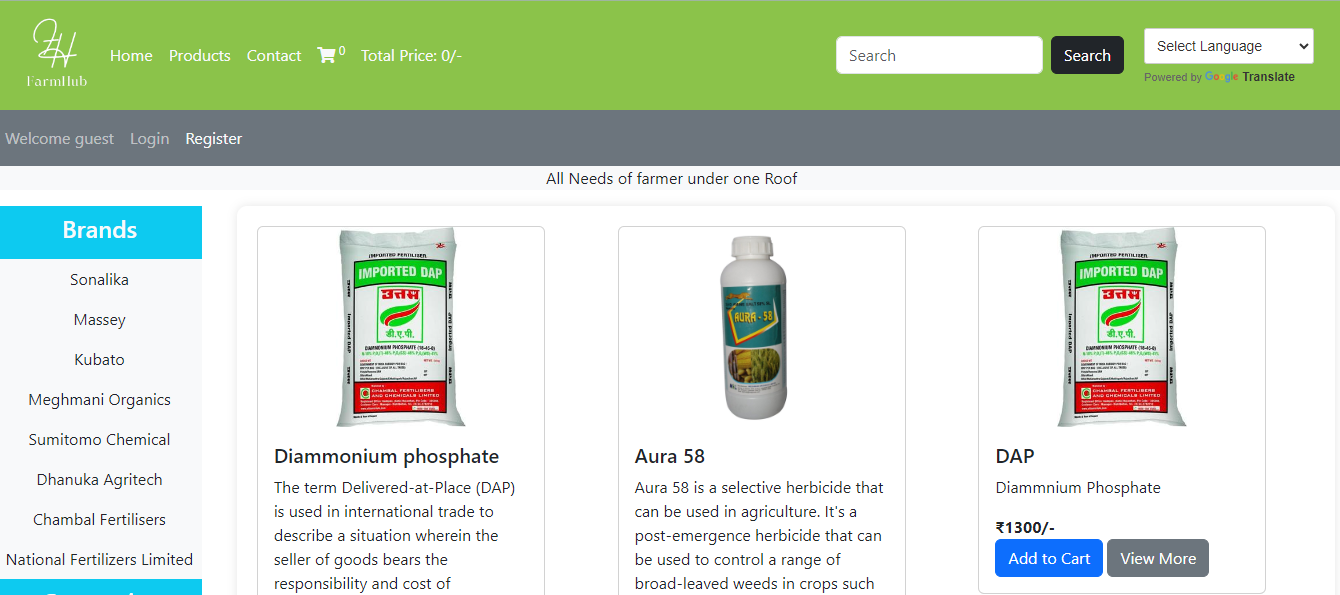 FarmHub
Home Products Contact 0 Total Price: 0/-
Search
Search
Select Language
Powered by Google Translate
Welcome guest Login Register
All Needs of farmer under one Roof
Brands
Sonalika
Massey
Kubato
Meghmani Organics
Sumitomo Chemical
Dhanuka Agritech
Chambal Fertilisers
National Fertilizers Limited
IMPORTED FERTILISER
IMPORTED DAP
उत्तम
डी.ए.पी.
DIAMMONIUM PHOSPHATE (18-46-0)
CHAMBAL FERTILISERS
AND CHEMICALS LIMITED
Diammonium phosphate
The term Delivered-at-Place (DAP)
is used in international trade to
describe a situation wherein the
seller of goods bears the
responsibility and cost of
AURA - 58
Aura 58
Aura 58 is a selective herbicide that
can be used in agriculture. It's a
post-emergence herbicide that can
be used to control a range of
broad-leaved weeds in crops such
IMPORTED FERTILISER
IMPORTED DAP
उत्तम
डी.ए.पी.
DIAMMONIUM PHOSPHATE (18-46-0)
CHAMBAL FERTILISERS
AND CHEMICALS LIMITED
DAP
Diammnium Phosphate
₹1300/-
Add to Cart View More